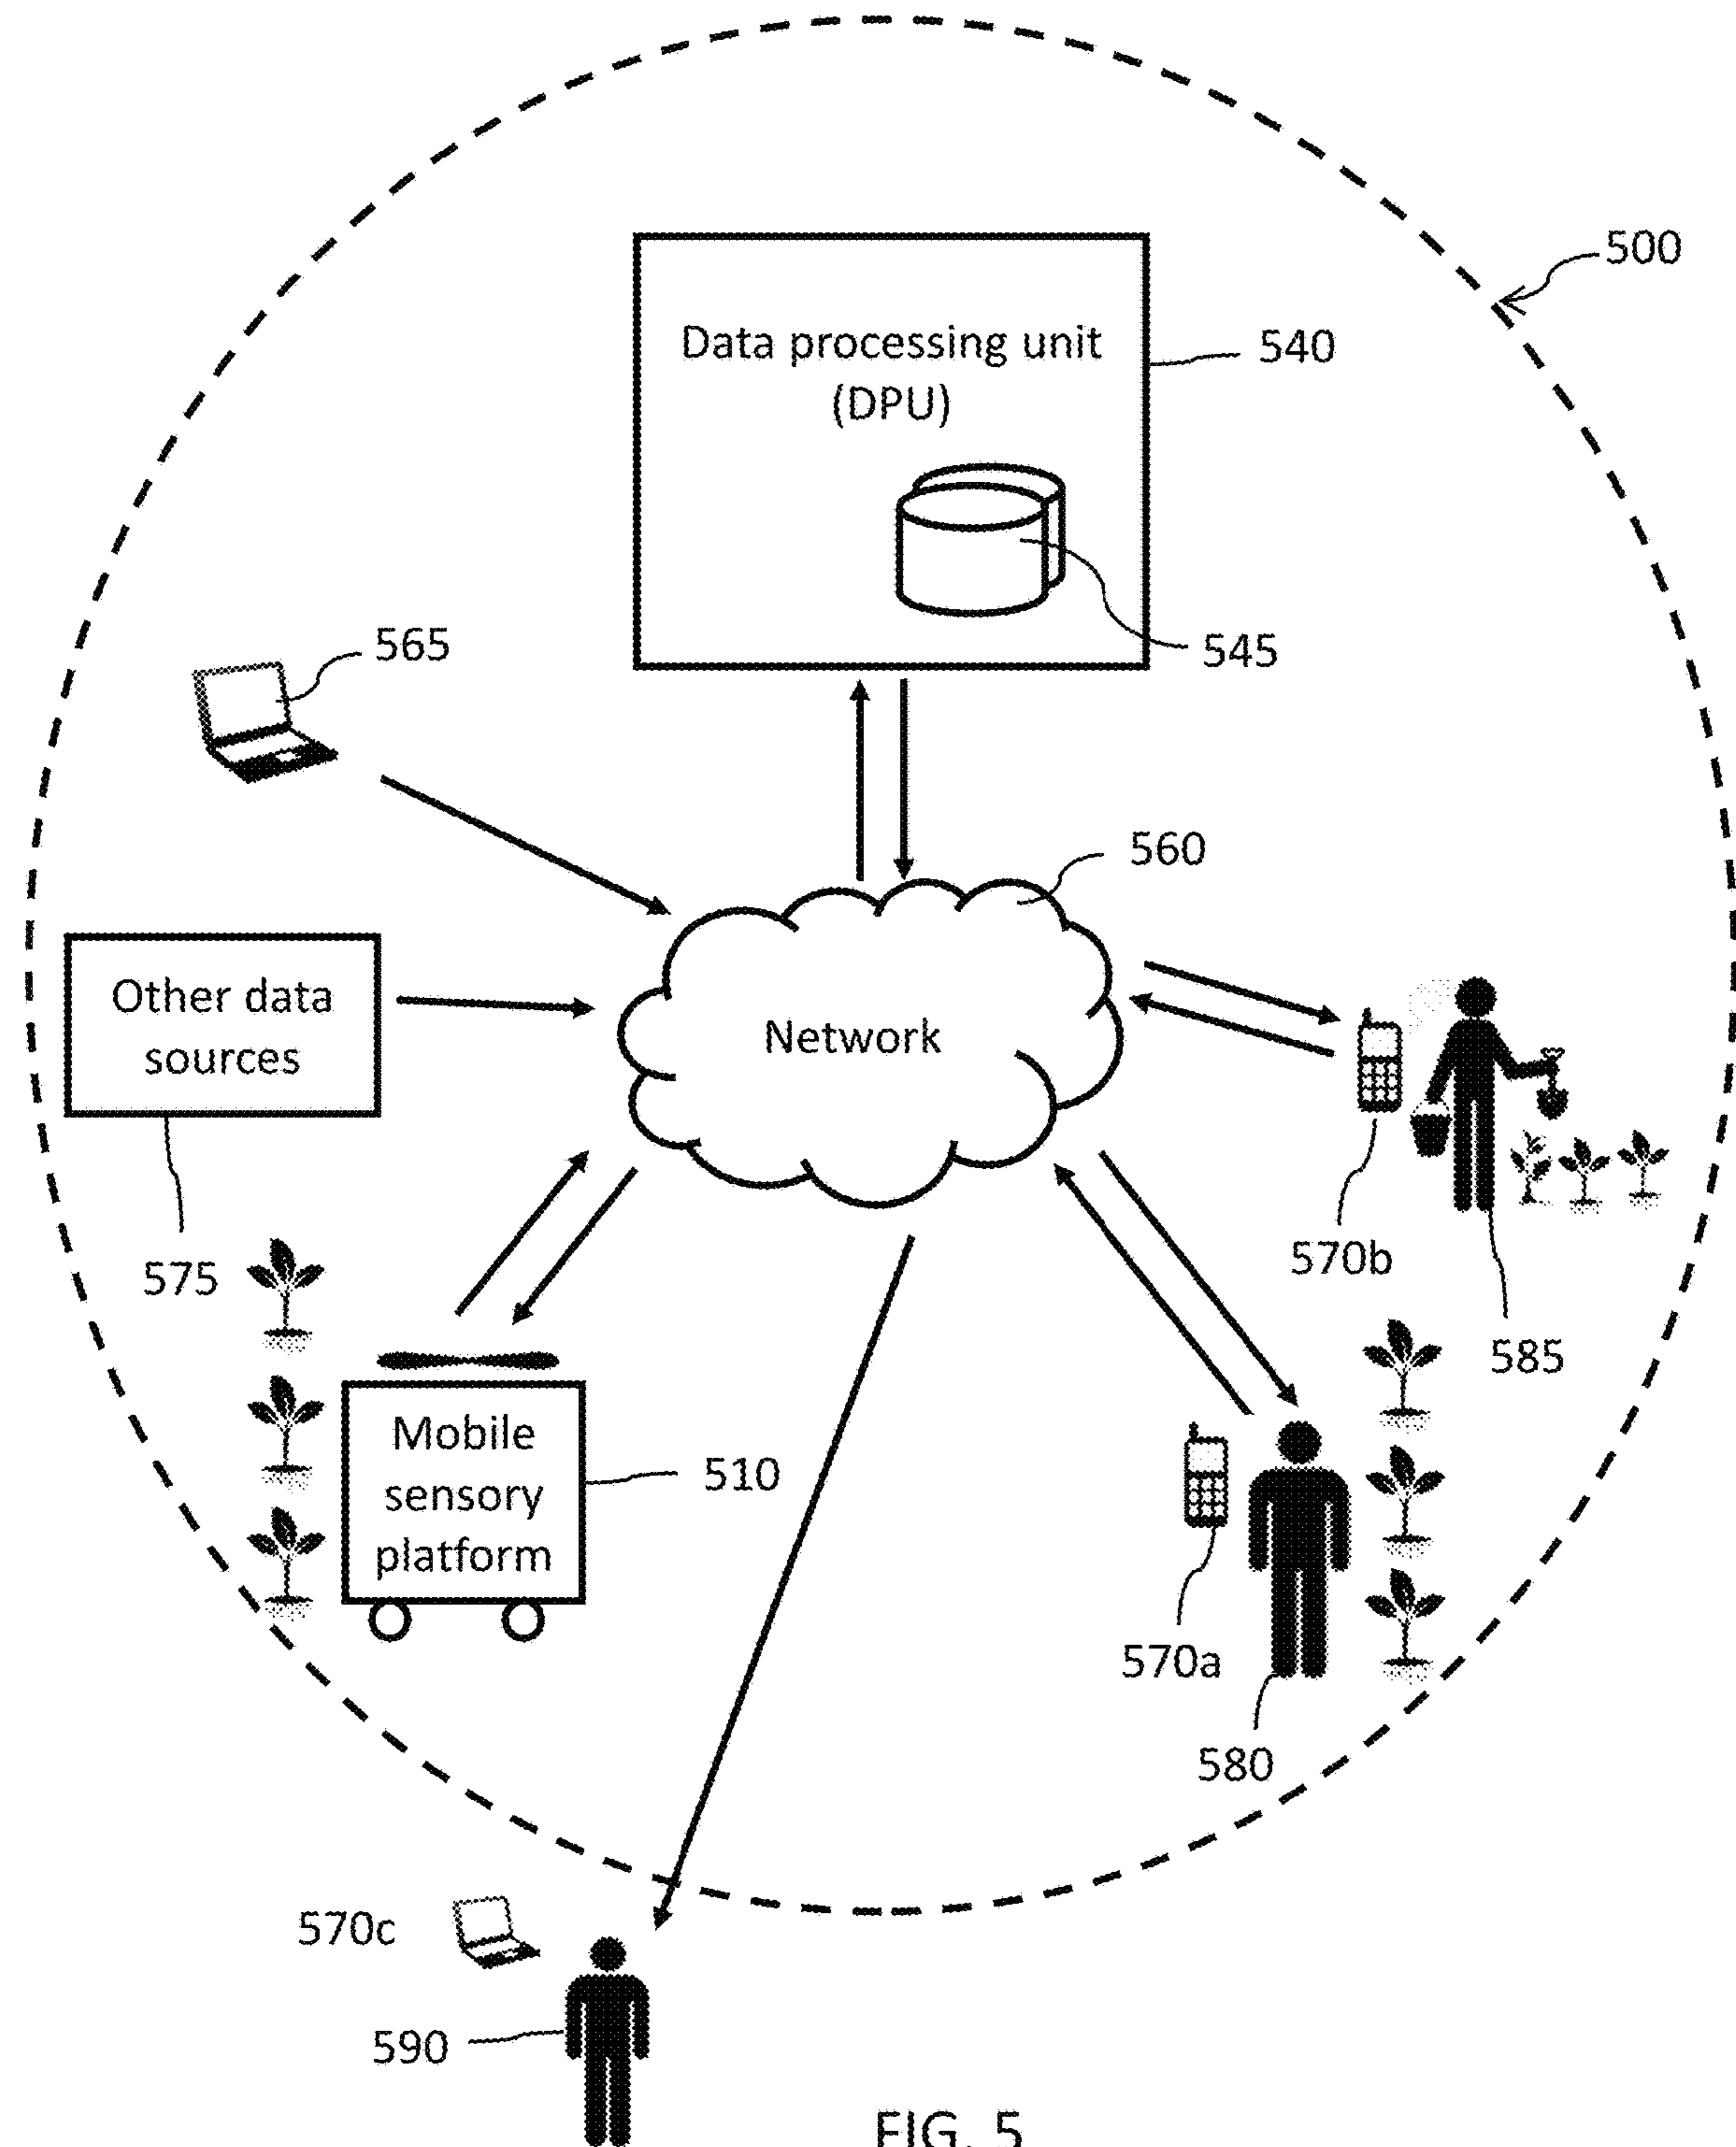 500
Data processing unit
(DPU)
540
545
565
560
Other data
sources
Network
575
570b
585
Mobile
sensory
platform
510
570a
580
570c
590
FIG. 5